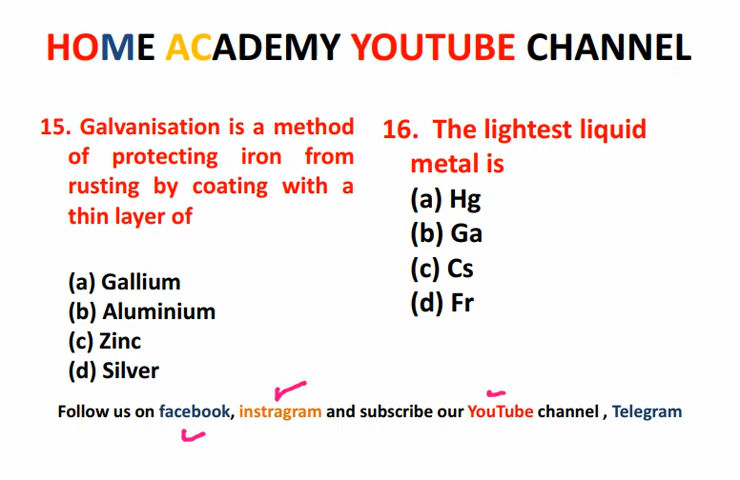 HOME ACADEMY YOUTUBE CHANNEL
15. Galvanisation is a method
of protecting iron from
rusting by coating with a
thin layer of
(a) Gallium
(b) Aluminium
(c) Zinc
(d) Silver
16. The lightest liquid
metal is
(a) Hg
(b) Ga
(c) Cs
(d) Fr
Follow us on facebook, instragram and subscribe our YouTube channel , Telegram